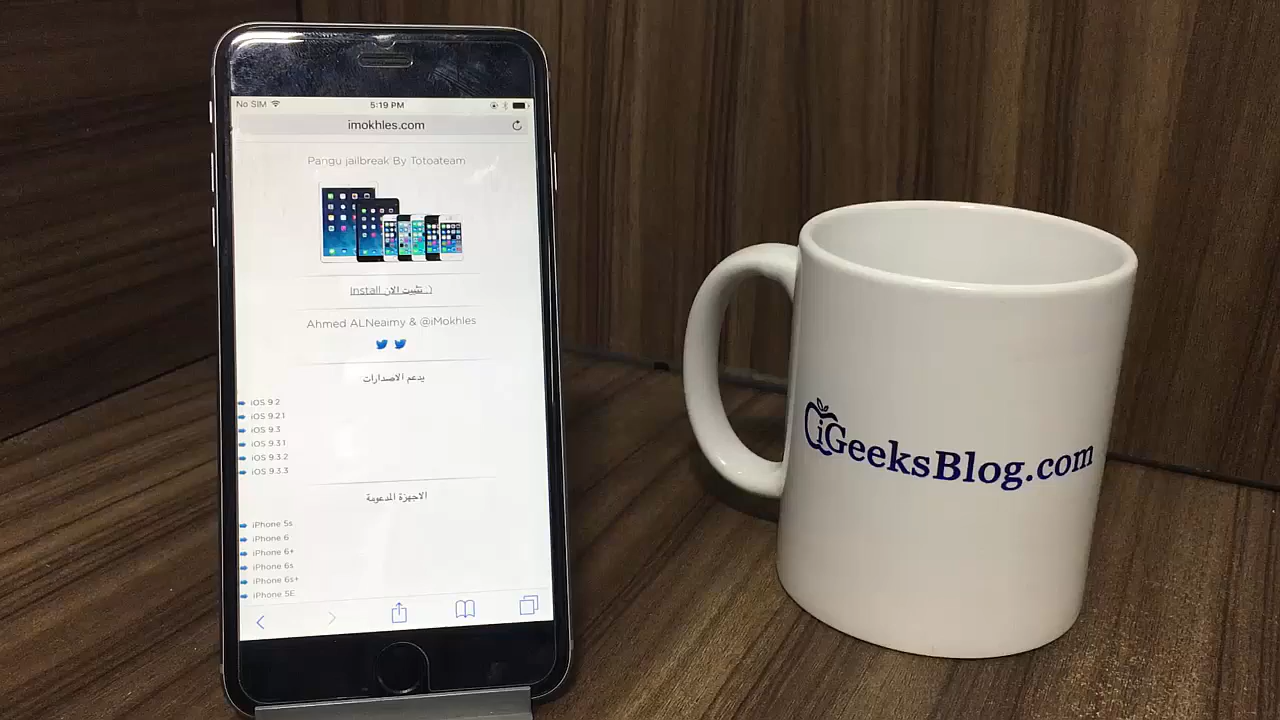 No SIM 5:19 PM
imokhles.com
Pangu jailbreak By Totoateam
Install تثبيت الان :)
Ahmed ALNeaimy & @iMokhles
يدعم الاصدارات
iOS 9.2
iOS 9.2.1
iOS 9.3
iOS 9.3.1
iOS 9.3.2
iOS 9.3.3
الاجهزة المدعومة
iPhone 5s
iPhone 6
iPhone 6+
iPhone 6s
iPhone 6s+
iPhone 5E
iGeeksBlog.com